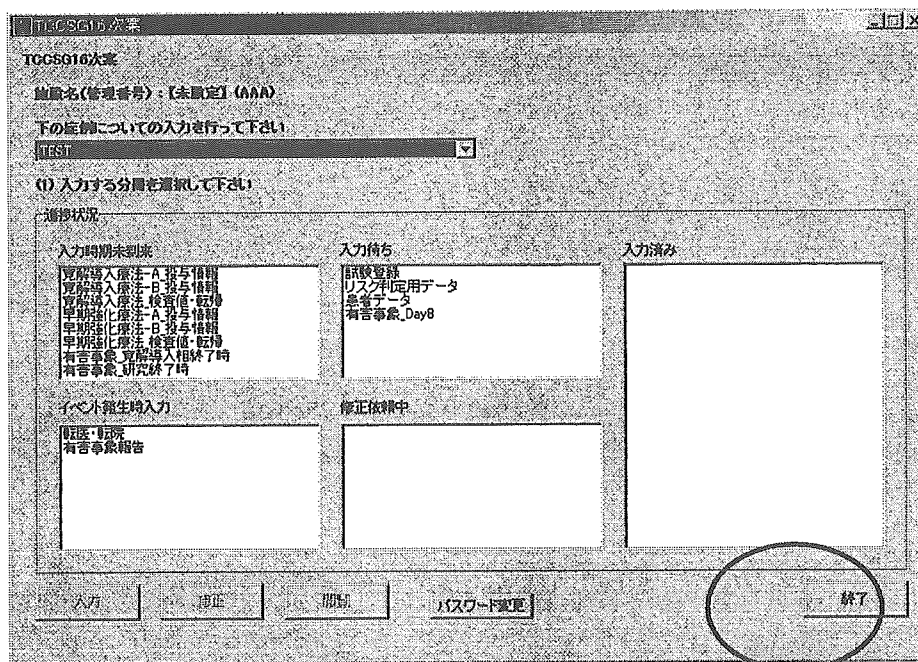 TCCSG16次案
TCCSG16次案
施設名(管理番号):【未設定】(AAA)
下の症例についての入力を行って下さい
TEST
(1) 入力する分冊を選択して下さい
進捗状況
入力時期未到来
寛解導入療法-A_投与情報
寛解導入療法-B_投与情報
寛解導入療法_検査値・転帰
早期強化療法-A_投与情報
早期強化療法-B_投与情報
早期強化療法_検査値・転帰
有害事象_寛解導入相終了時
有害事象_研究終了時
入力待ち
試験登録
リスク判定用データ
患者データ
有害事象_Day8
入力済み
イベント発生時入力
転医・転院
有害事象報告
修正依頼中
入力
修正
閲覧
パスワード変更
終了